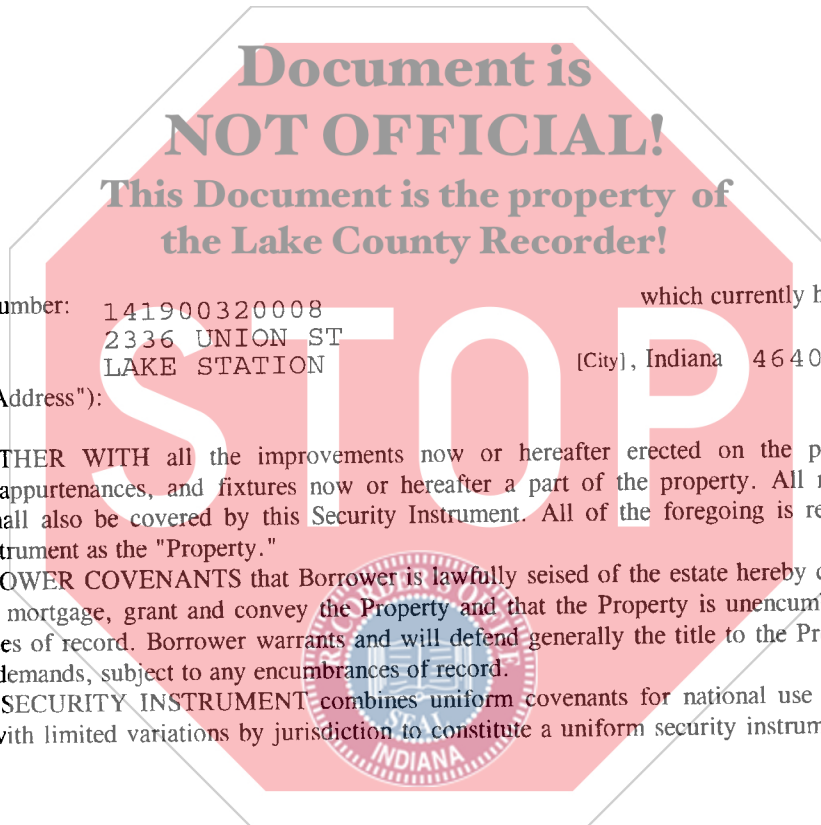 Document is
NOT OFFICIAL!
This Document is the property of
the Lake County Recorder!
umber: 141900320008 which currently h
2336 UNION ST
LAKE STATION [City], Indiana 4640
Address"):
STOP
THER WITH all the improvements now or hereafter erected on the p
appurtenances, and fixtures now or hereafter a part of the property. All r
all also be covered by this Security Instrument. All of the foregoing is re
trument as the "Property."
OWER COVENANTS that Borrower is lawfully seised of the estate hereby c
mortgage, grant and convey the Property and that the Property is unencum
es of record. Borrower warrants and will defend generally the title to the Pr
demands, subject to any encumbrances of record.
SECURITY INSTRUMENT combines uniform covenants for national use
with limited variations by jurisdiction to constitute a uniform security instrum
RECORDER'S OFFICE
SEAL
INDIANA